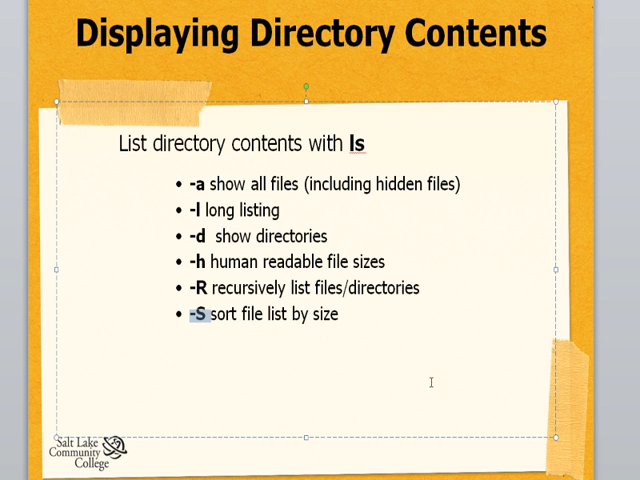 Displaying Directory Contents
List directory contents with ls
• -a show all files (including hidden files)
• -l long listing
• -d show directories
• -h human readable file sizes
• -R recursively list files/directories
• -S sort file list by size
Salt Lake
Community
College